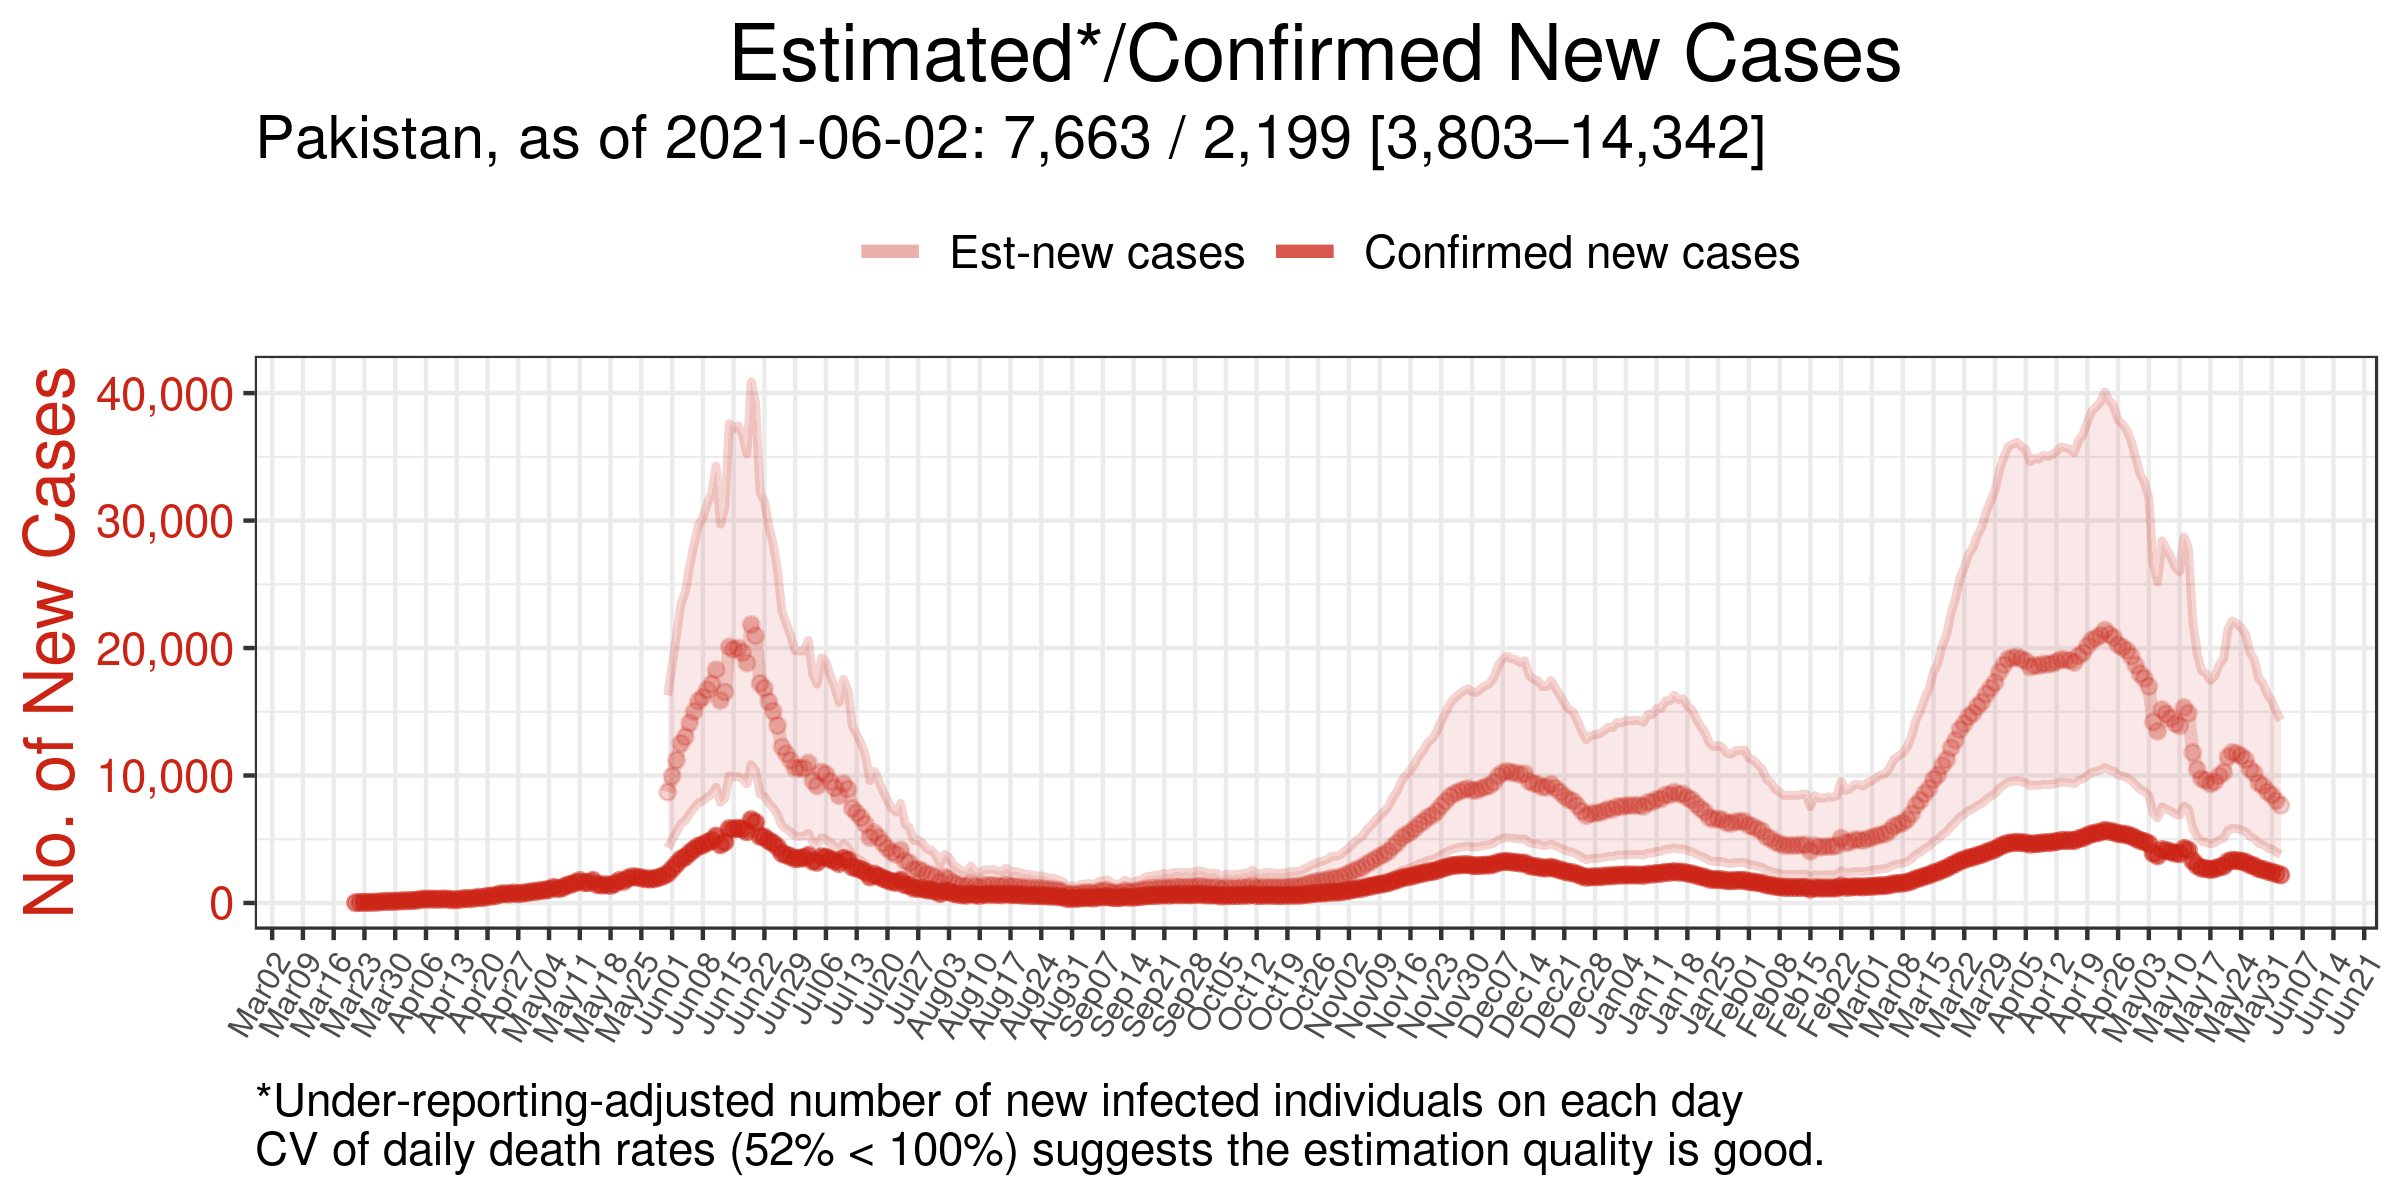 Estimated*/Confirmed New Cases
Pakistan, as of 2021-06-02: 7,663 / 2,199 [3,803–14,342]
Est-new cases
Confirmed new cases
No. of New Cases
40,000
30,000
20,000
10,000
0
Mar02
Mar09
Mar16
Mar23
Mar30
Apr06
Apr13
Apr20
Apr27
May04
May11
May18
May25
Jun01
Jun08
Jun15
Jun22
Jun29
Jul06
Jul13
Jul20
Jul27
Aug03
Aug10
Aug17
Aug24
Aug31
Sep07
Sep14
Sep21
Sep28
Oct05
Oct12
Oct19
Oct26
Nov02
Nov09
Nov16
Nov23
Nov30
Dec07
Dec14
Dec21
Dec28
Jan04
Jan11
Jan18
Jan25
Feb01
Feb08
Feb15
Feb22
Mar01
Mar08
Mar15
Mar22
Mar29
Apr05
Apr12
Apr19
Apr26
May03
May10
May17
May24
May31
Jun07
Jun14
Jun21
*Under-reporting-adjusted number of new infected individuals on each day
CV of daily death rates (52% < 100%) suggests the estimation quality is good.